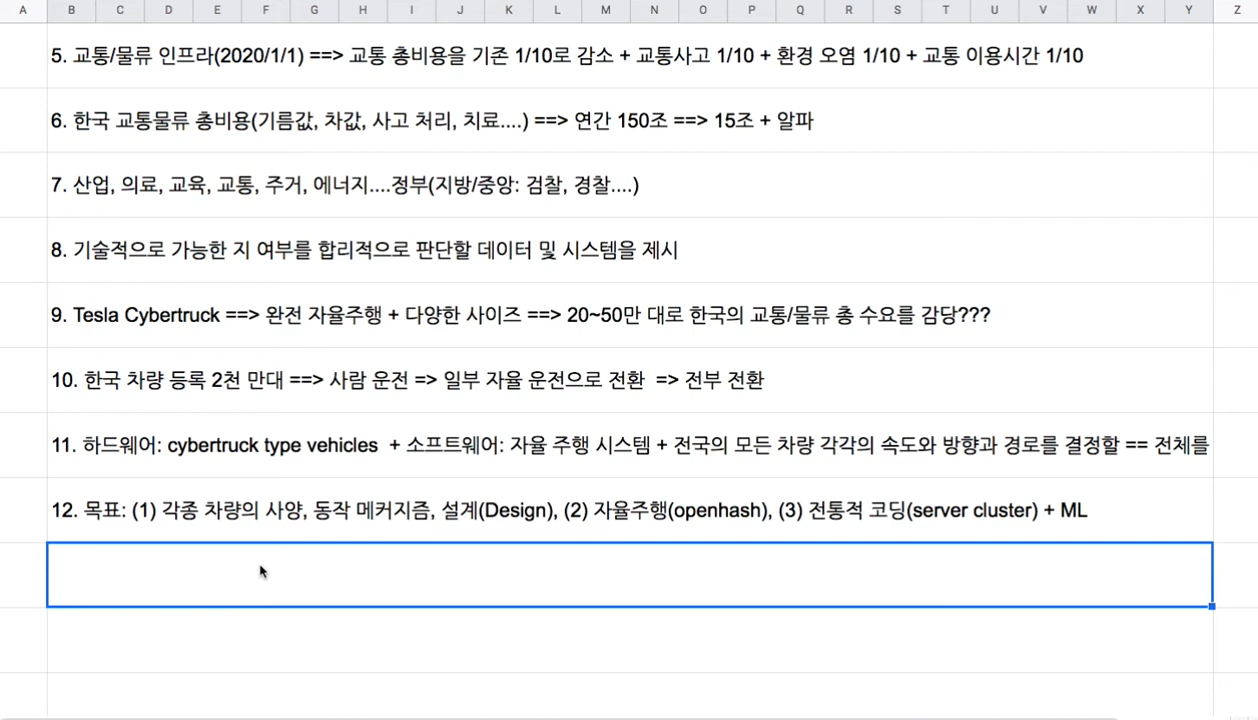 A B C D E F G H I J K L M N O P Q R S T U V W X Y Z
5. 교통/물류 인프라(2020/1/1) ==> 교통 총비용을 기존 1/10로 감소 + 교통사고 1/10 + 환경 오염 1/10 + 교통 이용시간 1/10
6. 한국 교통물류 총비용(기름값, 차값, 사고 처리, 치료....) ==> 연간 150조 ==> 15조 + 알파
7. 산업, 의료, 교육, 교통, 주거, 에너지....정부(지방/중앙: 검찰, 경찰....)
8. 기술적으로 가능한 지 여부를 합리적으로 판단할 데이터 및 시스템을 제시
9. Tesla Cybertruck ==> 완전 자율주행 + 다양한 사이즈 ==> 20~50만 대로 한국의 교통/물류 총 수요를 감당???
10. 한국 차량 등록 2천 만대 ==> 사람 운전 => 일부 자율 운전으로 전환 => 전부 전환
11. 하드웨어: cybertruck type vehicles + 소프트웨어: 자율 주행 시스템 + 전국의 모든 차량 각각의 속도와 방향과 경로를 결정할 == 전체를
12. 목표: (1) 각종 차량의 사양, 동작 메커지즘, 설계(Design), (2) 자율주행(openhash), (3) 전통적 코딩(server cluster) + ML